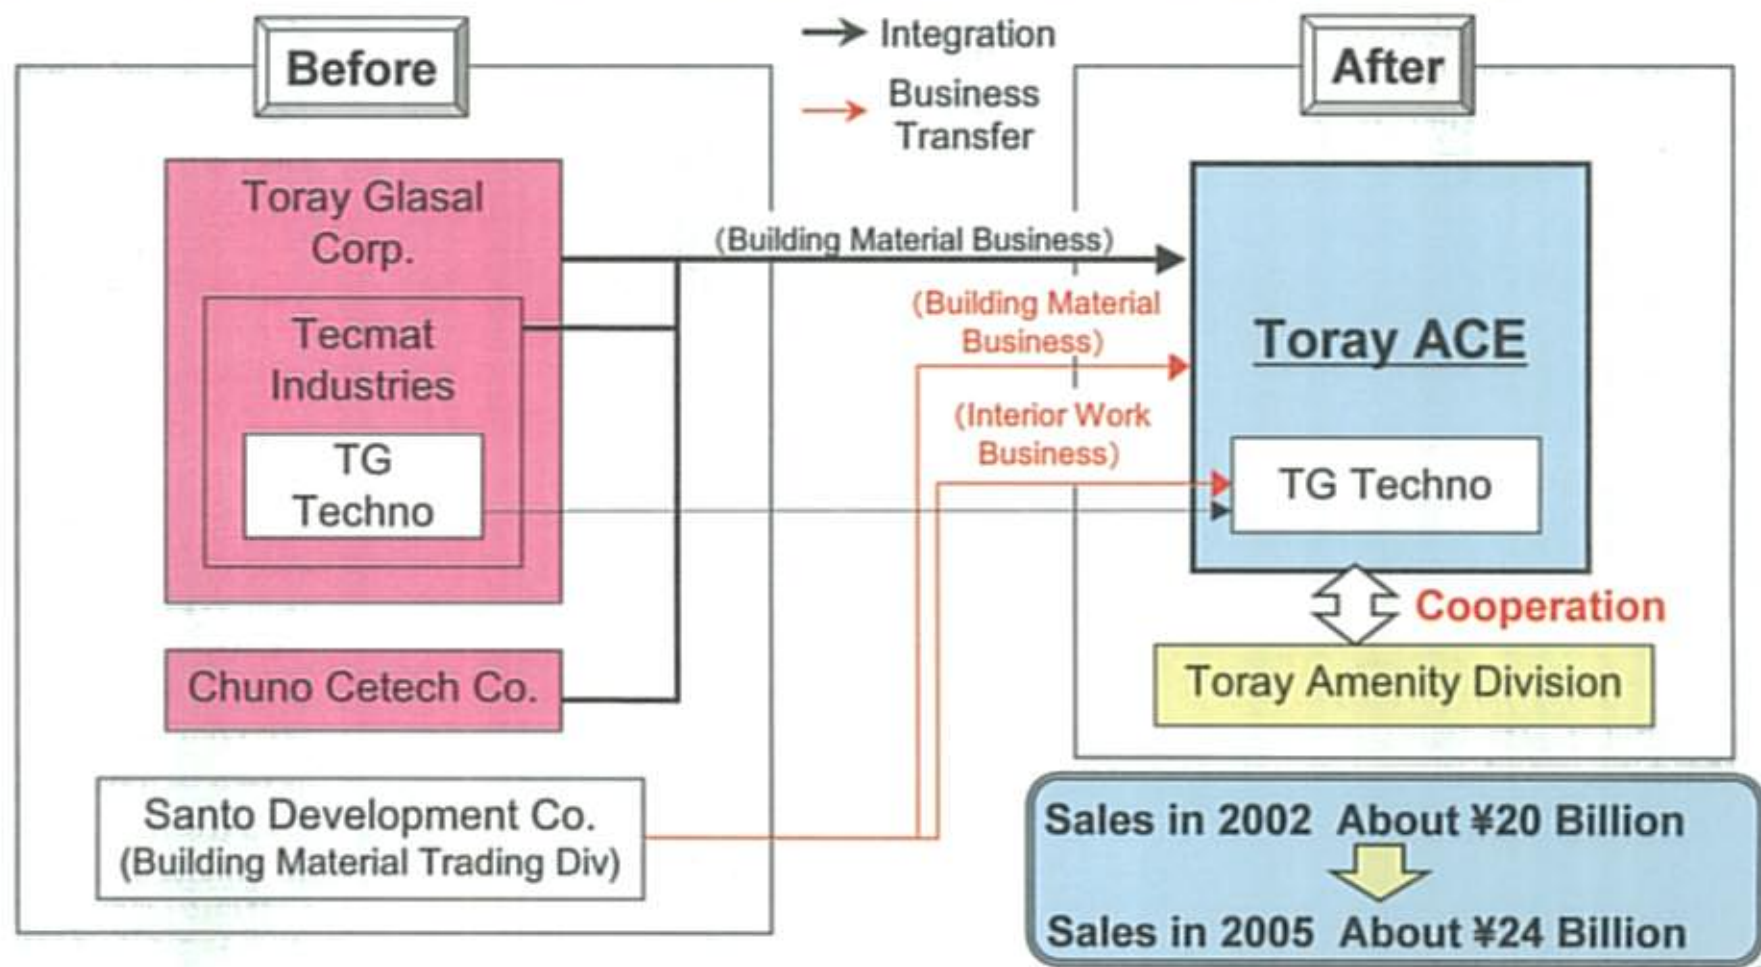 Before
Integration
Business
Transfer
After
Toray Glasal
Corp.
Tecmat
Industries
TG
Techno
Chuno Cetech Co.
Santo Development Co.
(Building Material Trading Div)
(Building Material Business)
(Building Material
Business)
(Interior Work
Business)
Toray ACE
TG Techno
Cooperation
Toray Amenity Division
Sales in 2002 About ¥20 Billion
Sales in 2005 About ¥24 Billion